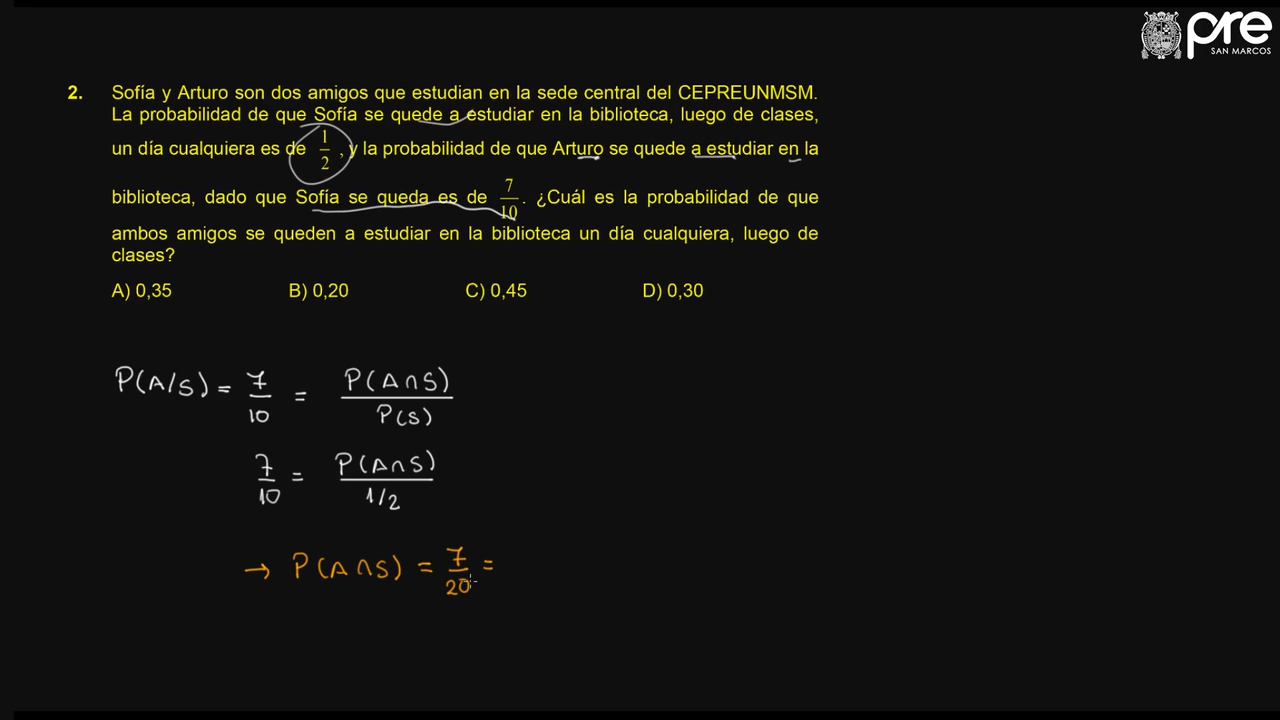 pre
SAN MARCOS
2. Sofía y Arturo son dos amigos que estudian en la sede central del CEPREUNMSM.
La probabilidad de que Sofía se quede a estudiar en la biblioteca, luego de clases,
un día cualquiera es de 1/2, y la probabilidad de que Arturo se quede a estudiar en la
biblioteca, dado que Sofía se queda es de 7/10. ¿Cuál es la probabilidad de que
ambos amigos se queden a estudiar en la biblioteca un día cualquiera, luego de
clases?
A) 0,35 B) 0,20 C) 0,45 D) 0,30
P(A/S) = 7/10 = P(A∩S)/P(S)
7/10 = P(A∩S)/1/2
→ P(A∩S) = 7/20 =